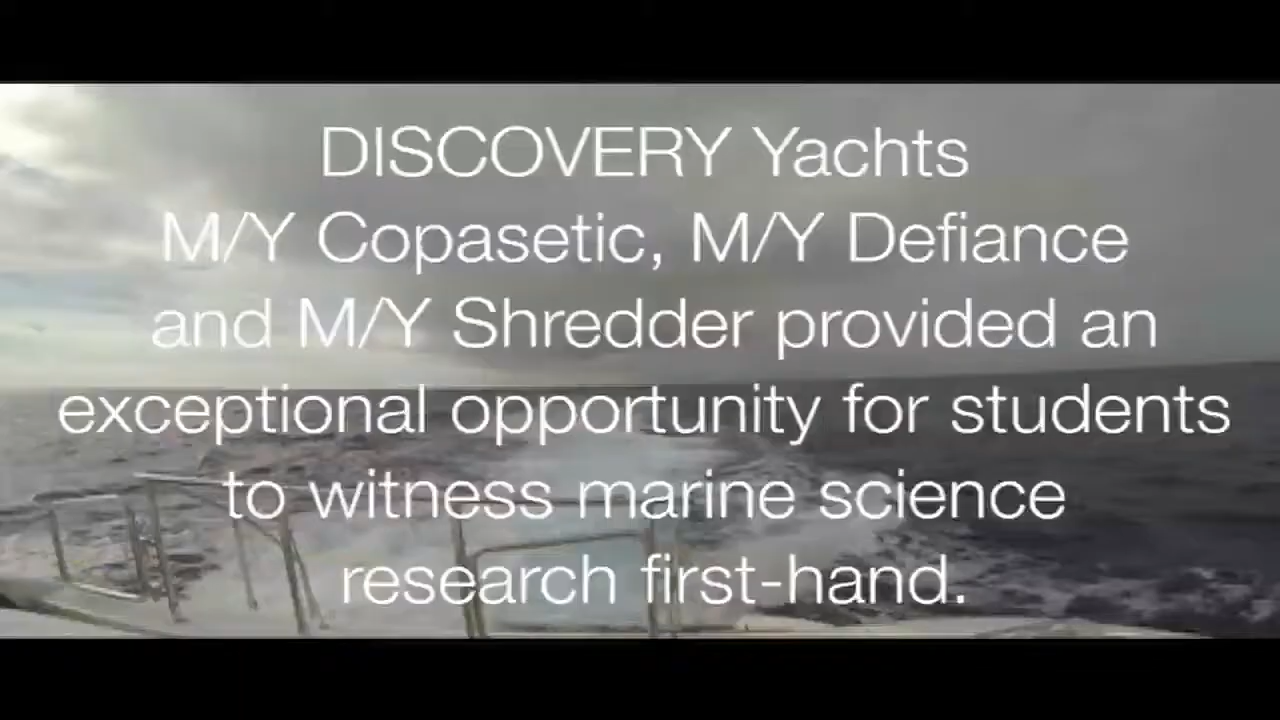 DISCOVERY Yachts
M/Y Copasetic, M/Y Defiance
and M/Y Shredder provided an
exceptional opportunity for students
to witness marine science
research first-hand.